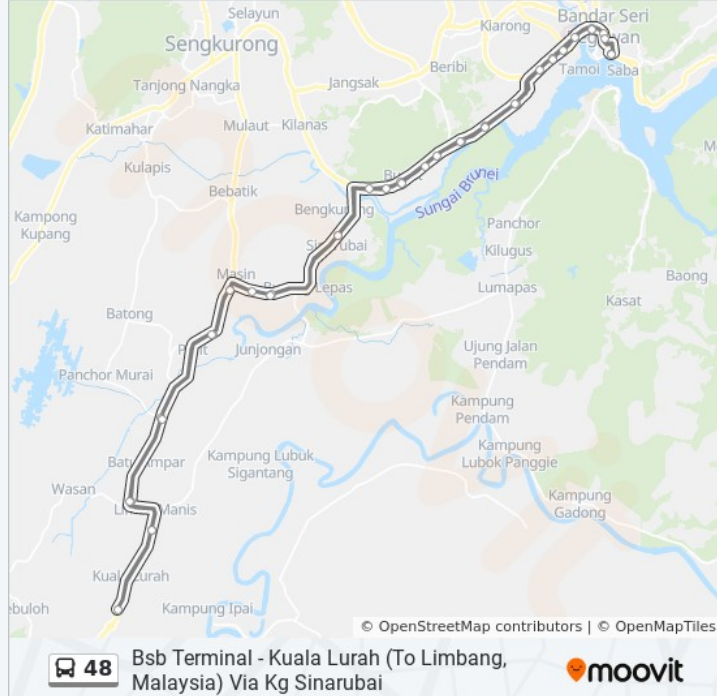 Selayun
Bandar Seri
Klarong
Sengkurong
Beribi
Tamoi
Saba
Tanjong Nangka
Jangsak
Katimahar
Mulaut
Kilanas
Kulapis
Bebatik
Sungai Brunei
Kampong
Kupang
Panchor
Kilugus
Masin
Lepas
Lumapas
Baong
Kasat
Batong
Junjongan
Ujung Jalan
Pendam
Panchor Murai
Kampung
Pendam
Kampung Lubuk
Sigantang
Kampung
Lubok Panggie
Wasan
Manis
Kampung
Gadong
Kampung Ipai
© OpenStreetMap contributors | © OpenMapTiles
48
Bsb Terminal - Kuala Lurah (To Limbang,
Malaysia) Via Kg Sinarubai
moovit